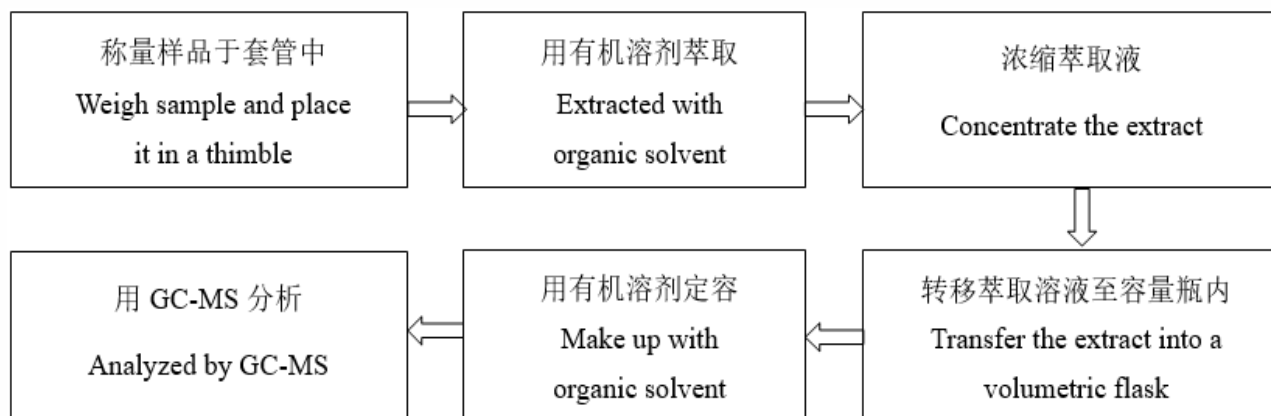 称量样品于套管中
Weigh sample and place
it in a thimble
用有机溶剂萃取
Extracted with
organic solvent
浓缩萃取液
Concentrate the extract
转移萃取溶液至容量瓶内
Transfer the extract into a
volumetric flask
用有机溶剂定容
Make up with
organic solvent
用 GC-MS 分析
Analyzed by GC-MS